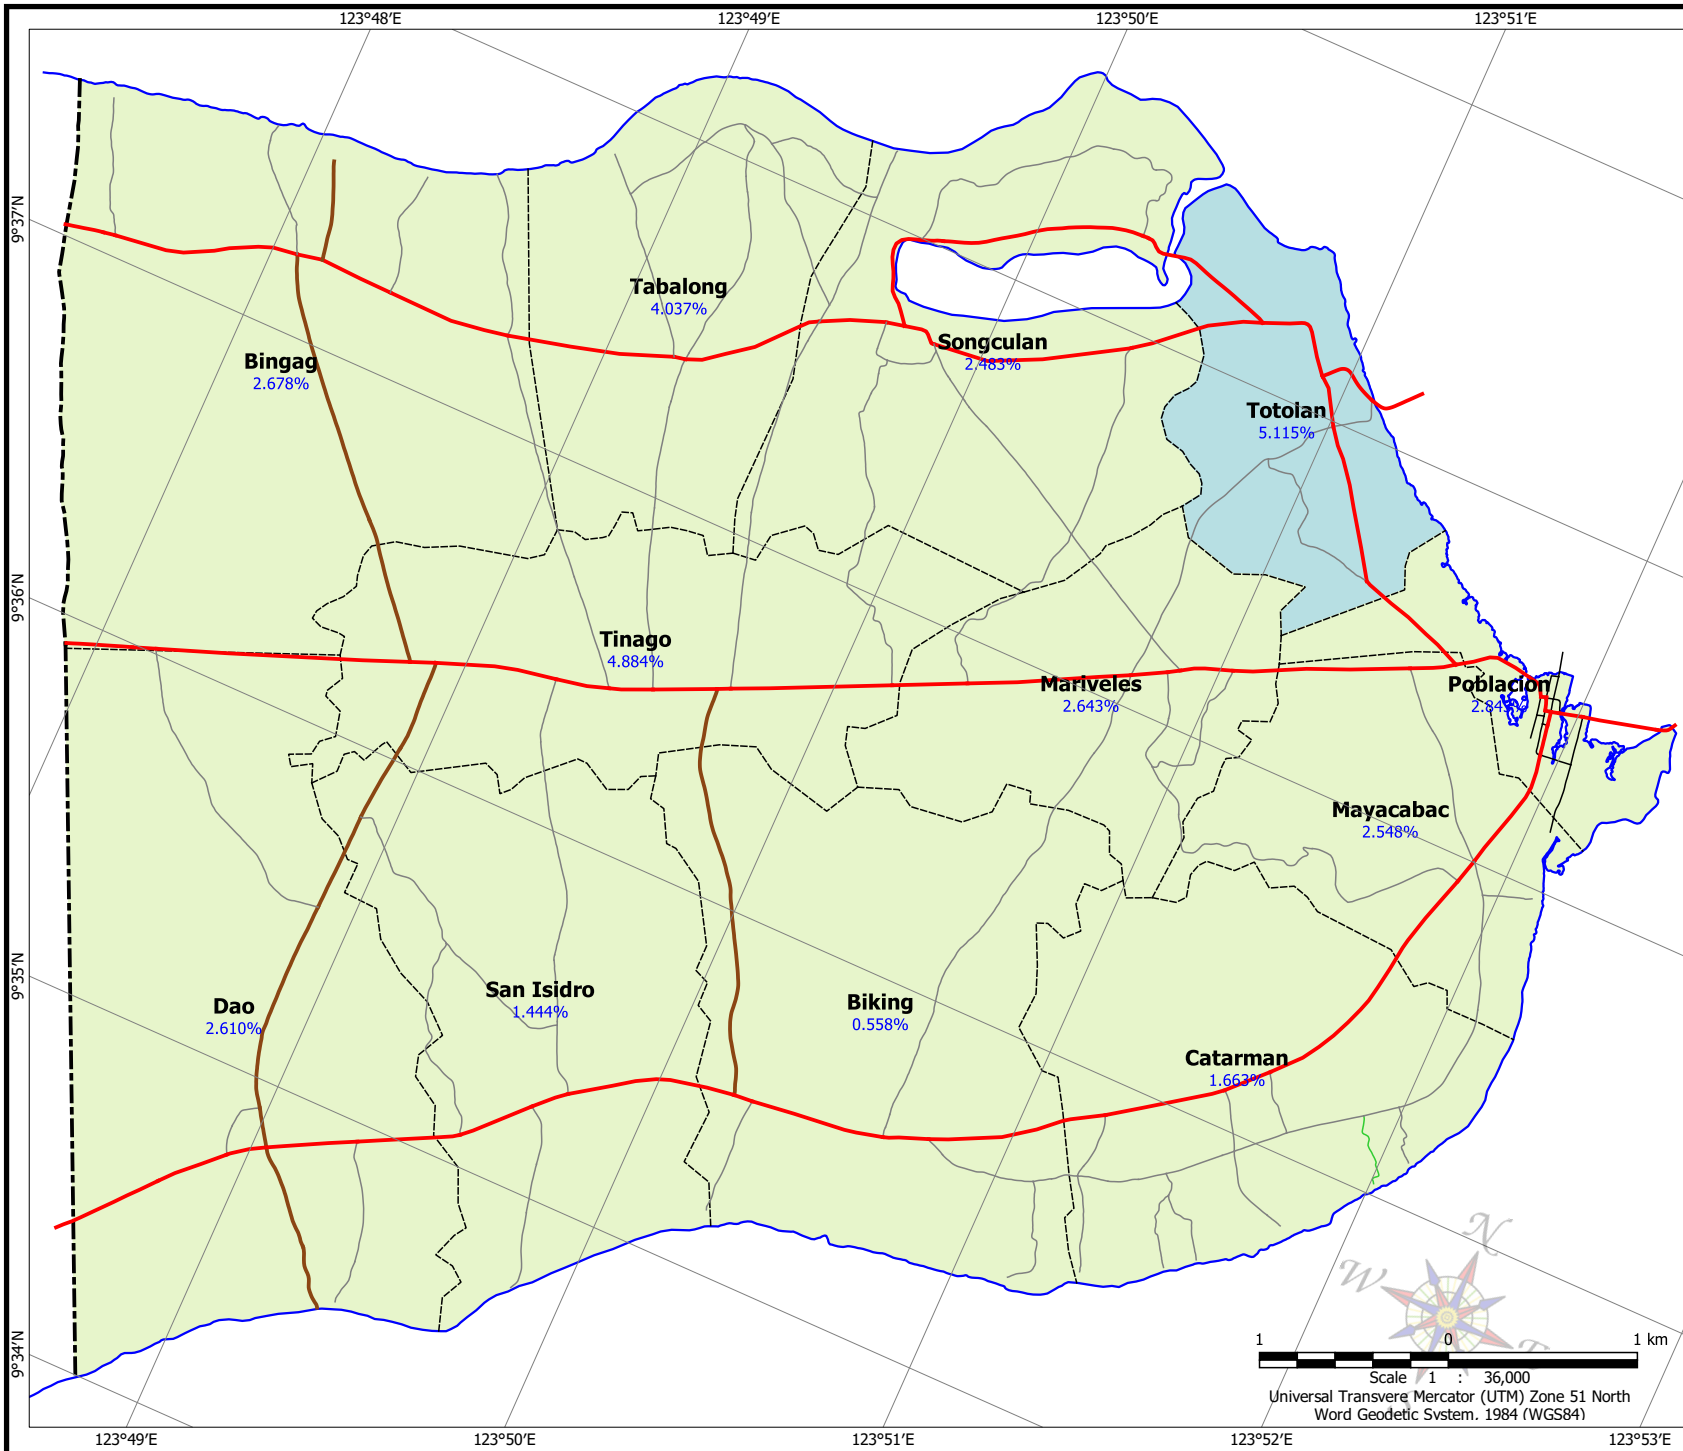 123°48′E 123°49′E 123°50′E 123°51′E
9°37′N
Tabalong
4.037%
Songculan
2.483%
Bingag
2.678%
Totolan
5.115%
9°36′N
Tinago
4.884%
Mariveles
2.643%
Poblacion
Mayacabac
2.548%
9°35′N
San Isidro
1.444%
Biking
0.558%
Dao
2.610%
Catarman
1.663%
N
W
9°34′N
1 0 1 km
Scale 1 : 36,000
Universal Transvere Mercator (UTM) Zone 51 North
Word Geodetic System, 1984 (WGS84)
123°49′E 123°50′E 123°51′E 123°52′E 123°53′E